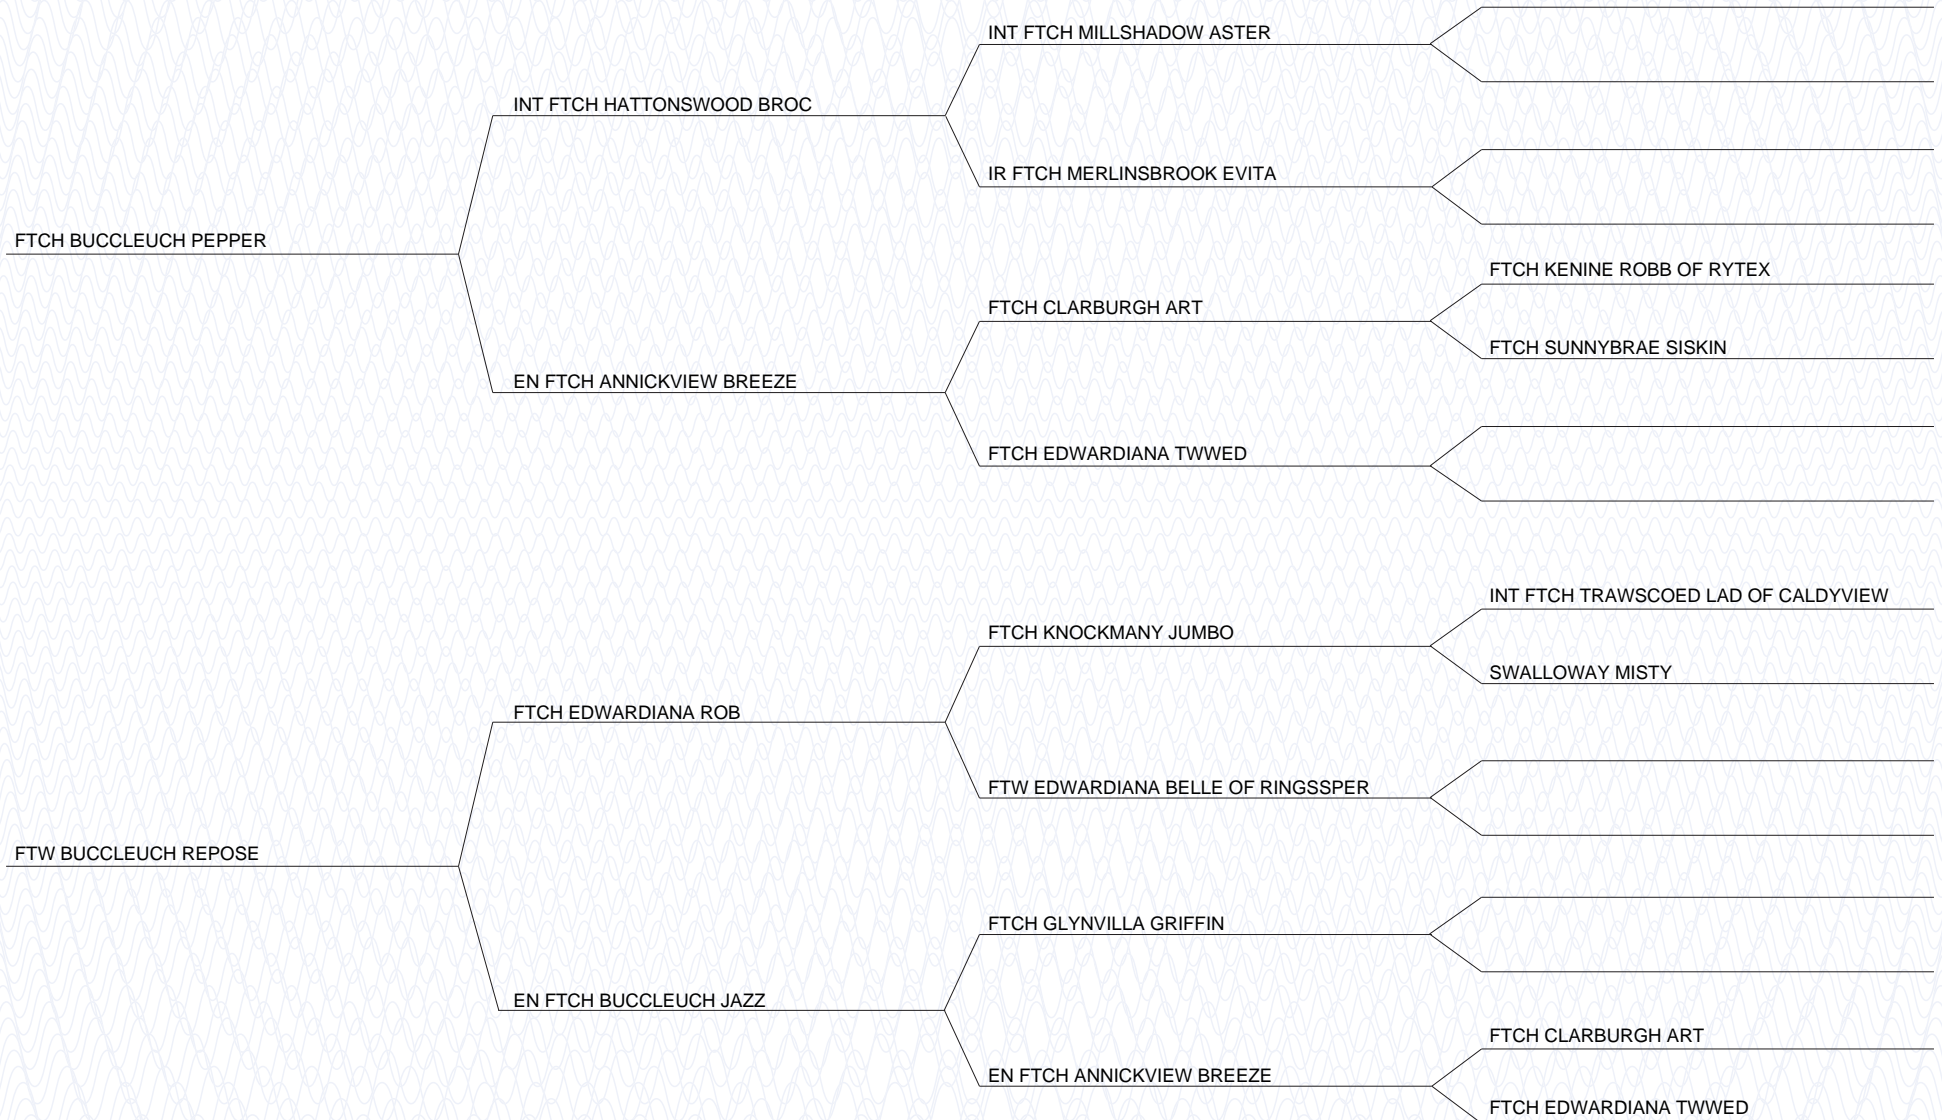 INT FTCH MILLSHADOW ASTER
INT FTCH HATTONSWOOD BROC
IR FTCH MERLINSBROOK EVITA
FTCH BUCCLEUCH PEPPER
FTCH KENINE ROBB OF RYTEX
FTCH CLARBURGH ART
FTCH SUNNYBRAE SISKIN
EN FTCH ANNICKVIEW BREEZE
FTCH EDWARDIANA TWWED
INT FTCH TRAWSCOED LAD OF CALDYVIEW
FTCH KNOCKMANY JUMBO
SWALLOWAY MISTY
FTCH EDWARDIANA ROB
FTW EDWARDIANA BELLE OF RINGSSPER
FTW BUCCLEUCH REPOSE
FTCH GLYNVILLA GRIFFIN
EN FTCH BUCCLEUCH JAZZ
FTCH CLARBURGH ART
EN FTCH ANNICKVIEW BREEZE
FTCH EDWARDIANA TWWED